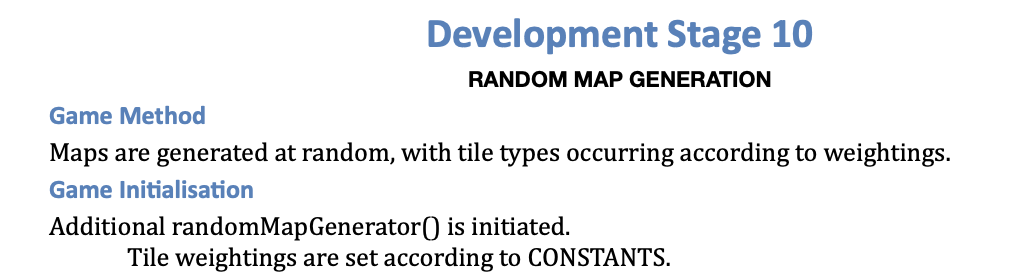 Development Stage 10
RANDOM MAP GENERATION
Game Method
Maps are generated at random, with tile types occurring according to weightings.
Game Initialisation
Additional randomMapGenerator() is initiated.
Tile weightings are set according to CONSTANTS.